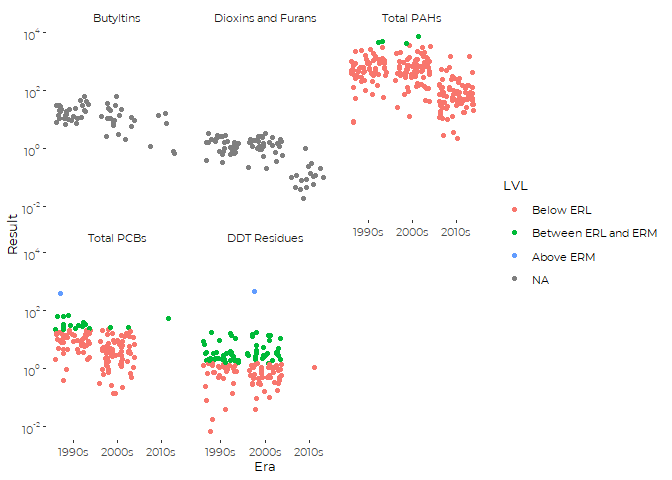 Butyltins Dioxins and Furans Total PAHs
10^4
10^2
10^0
10^-2
1990s 2000s 2010s
Result
LVL
Below ERL
Between ERL and ERM
Above ERM
NA
Total PCBs DDT Residues
10^4
10^2
10^0
10^-2
1990s 2000s 2010s 1990s 2000s 2010s
Era